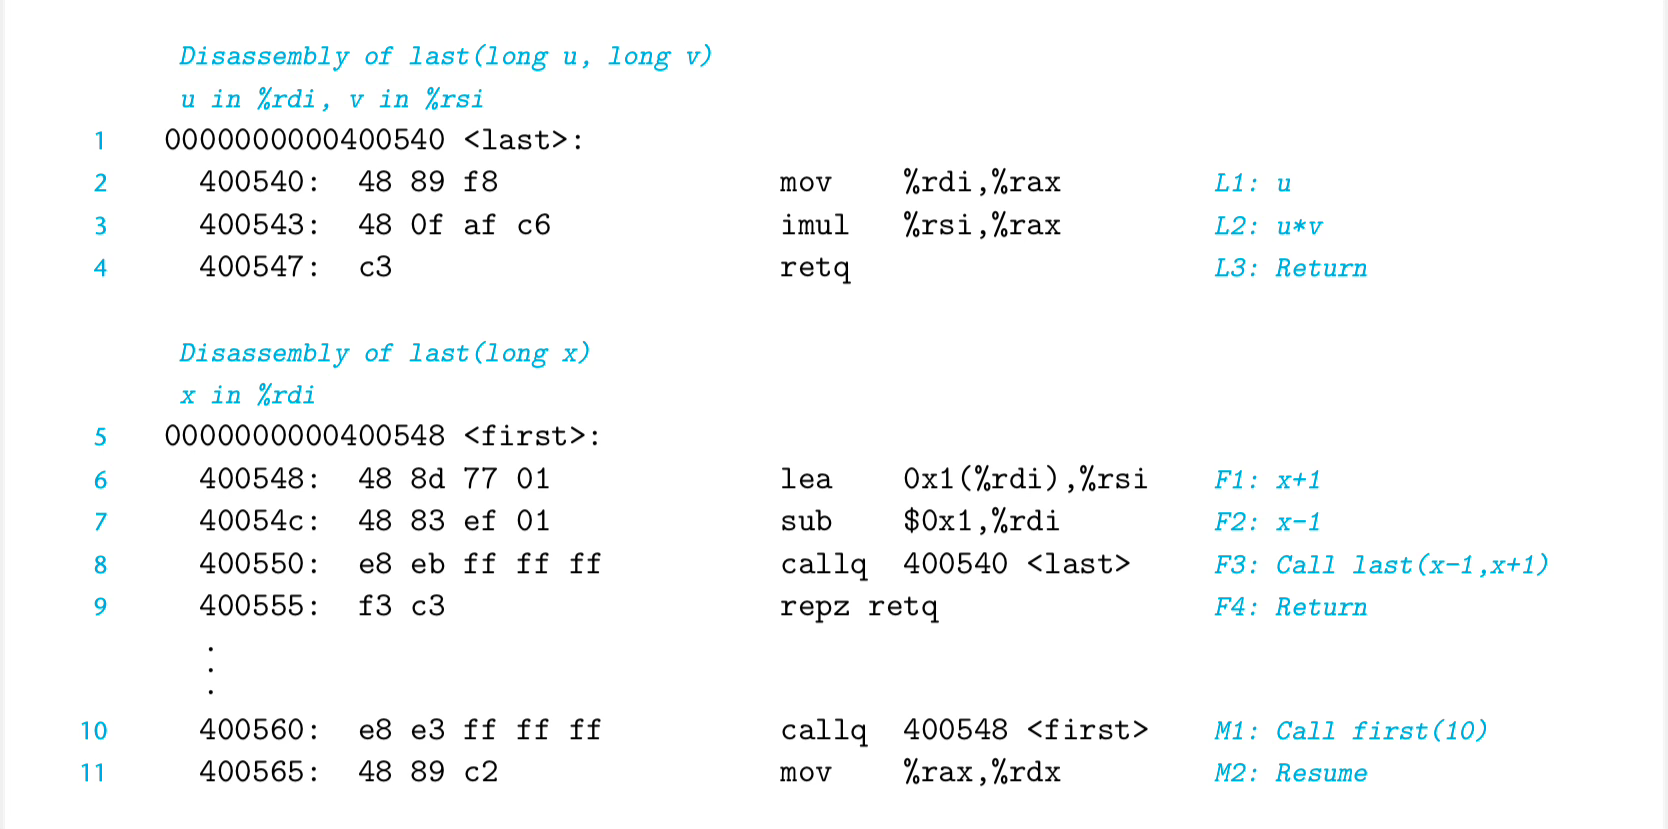 Disassembly of last(long u, long v)
u in %rdi, v in %rsi
1 0000000000400540 <last>:
2 400540: 48 89 f8 mov %rdi,%rax L1: u
3 400543: 48 0f af c6 imul %rsi,%rax L2: u*v
4 400547: c3 retq L3: Return
Disassembly of last(long x)
x in %rdi
5 0000000000400548 <first>:
6 400548: 48 8d 77 01 lea 0x1(%rdi),%rsi F1: x+1
7 40054c: 48 83 ef 01 sub $0x1,%rdi F2: x-1
8 400550: e8 eb ff ff ff callq 400540 <last> F3: Call last(x-1,x+1)
9 400555: f3 c3 repz retq F4: Return
.
.
.
10 400560: e8 e3 ff ff ff callq 400548 <first> M1: Call first(10)
11 400565: 48 89 c2 mov %rax,%rdx M2: Resume